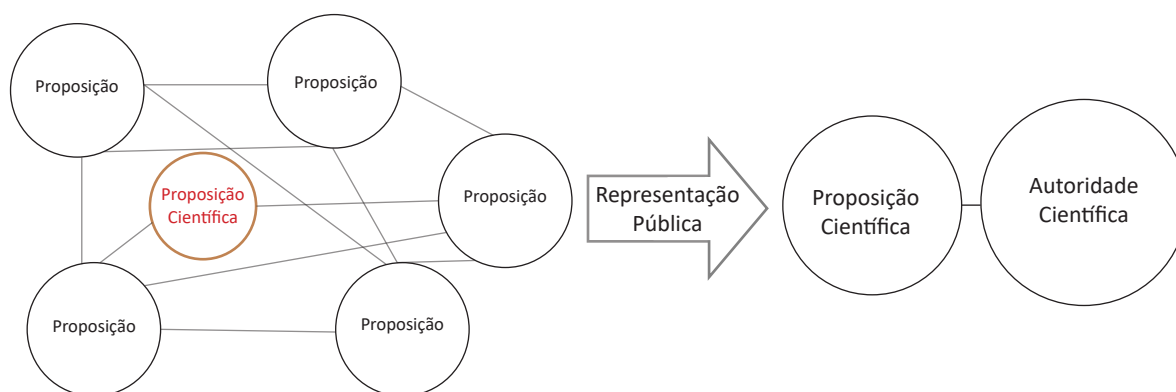 Proposição
Proposição
Proposição
Científica
Proposição
Proposição
Proposição
Representação
Pública
Proposição
Científica
Autoridade
Científica